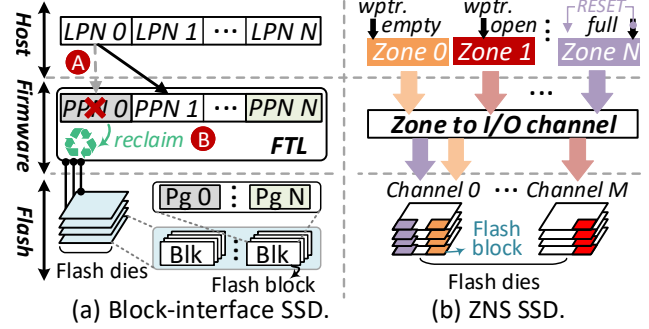 Host
LPN 0 LPN 1 ... LPN N
A
Firmware
PPN 0 PPN 1 ... PPN N
reclaim B FTL
Flash
Pg 0 : Pg N
Blk : Blk
Flash dies
Flash block
(a) Block-interface SSD.
wptr. wptr. RESET
empty open full
Zone 0 Zone 1 : Zone N
...
Zone to I/O channel
Channel 0 ... Channel M
Flash
block
Flash dies
(b) ZNS SSD.